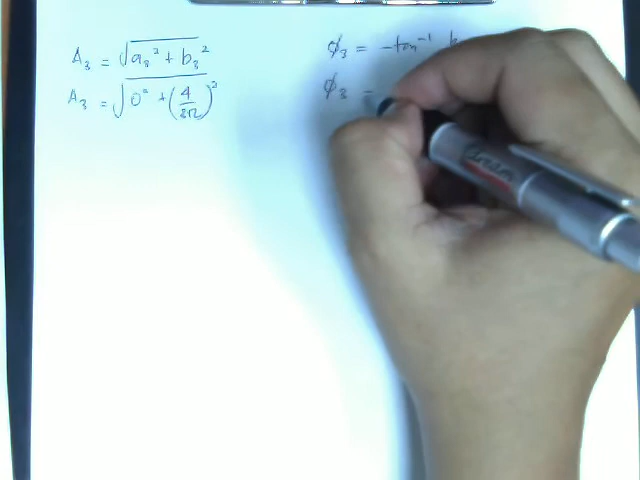 A₃ = √a₃² + b₃²
A₃ = √0² + (4/3π)²
φ₃ = -tan⁻¹ b
φ₃ =